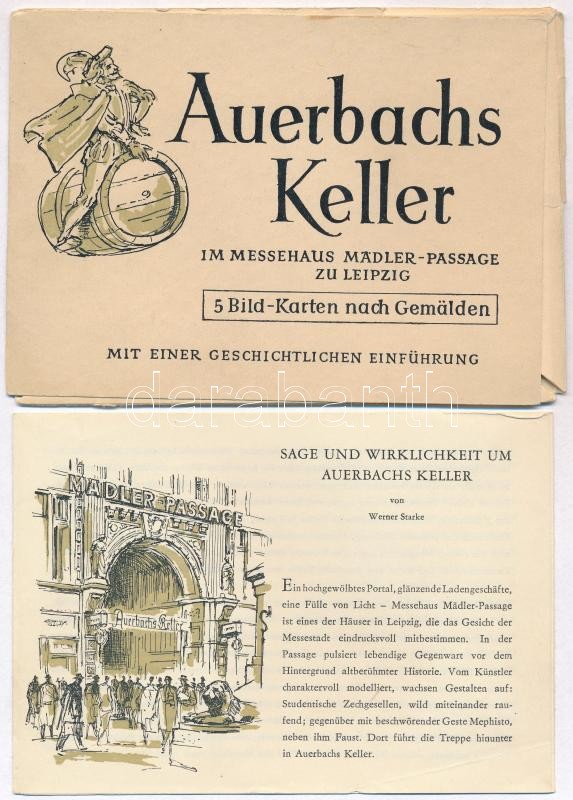 Auerbachs
Keller
IM MESSEHAUS MÄDLER-PASSAGE
ZU LEIPZIG
5 Bild-Karten nach Gemälden
MIT EINER GESCHICHTLICHEN EINFÜHRUNG
darabanth
SAGE UND WIRKLICHKEIT UM
AUERBACHS KELLER
von
Werner Starke
MÄDLER-PASSAGE
Auerbachs Keller
Ein hochgewölbtes Portal, glänzende Ladengeschäfte,
eine Fülle von Licht – Messehaus Mädler-Passage
ist eines der Häuser in Leipzig, die das Gesicht der
Messestadt eindrucksvoll mitbestimmen. In der
Passage pulsiert lebendige Gegenwart vor dem
Hintergrund altberühmter Historie. Vom Künstler
charaktervoll modelliert, wachsen Gestalten auf:
Studentische Zechgesellen, wild miteinander rau-
fend; gegenüber mit beschwörender Geste Mephisto,
neben ihm Faust. Dort führt die Treppe hinunter
in Auerbachs Keller.